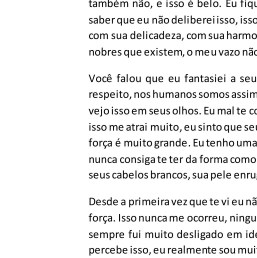 também não, e isso é belo. Eu fiq
saber que eu não deliberei isso, isso
com sua delicadeza, com sua harmo
nobres que existem, o meu vazo não
Você falou que eu fantasiei a seu
respeito, nos humanos somos assim
vejo isso em seus olhos. Eu mal te co
isso me atrai muito, eu sinto que seu
força é muito grande. Eu tenho uma
nunca consiga te ter da forma como
seus cabelos brancos, sua pele enru
Desde a primeira vez que te vi eu nã
força. Isso nunca me ocorreu, ningu
sempre fui muito desligado em ide
percebe isso, eu realmente sou mui